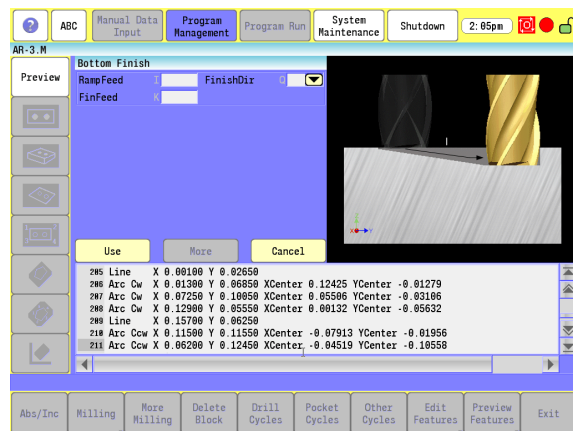 ?
ABC
Manual Data Input
Program Management
Program Run
System Maintenance
Shutdown
2:05pm
AR-3.M
Preview
Bottom Finish
RampFeed I
FinishDir Q
FinFeed K
X Y
Use
More
Cancel
205 Line X 0.00100 Y 0.02650
206 Arc Cw X 0.01300 Y 0.06850 XCenter 0.12425 YCenter -0.01279
207 Arc Cw X 0.07250 Y 0.10050 XCenter 0.05506 YCenter -0.03106
208 Arc Cw X 0.12900 Y 0.05550 XCenter 0.00132 YCenter -0.05632
209 Line X 0.15700 Y 0.06250
210 Arc Ccw X 0.11500 Y 0.11550 XCenter -0.07913 YCenter -0.01956
211 Arc Ccw X 0.06200 Y 0.12450 XCenter -0.04519 YCenter -0.10558
Abs/Inc
Milling
More Milling
Delete Block
Drill Cycles
Pocket Cycles
Other Cycles
Edit Features
Preview Features
Exit